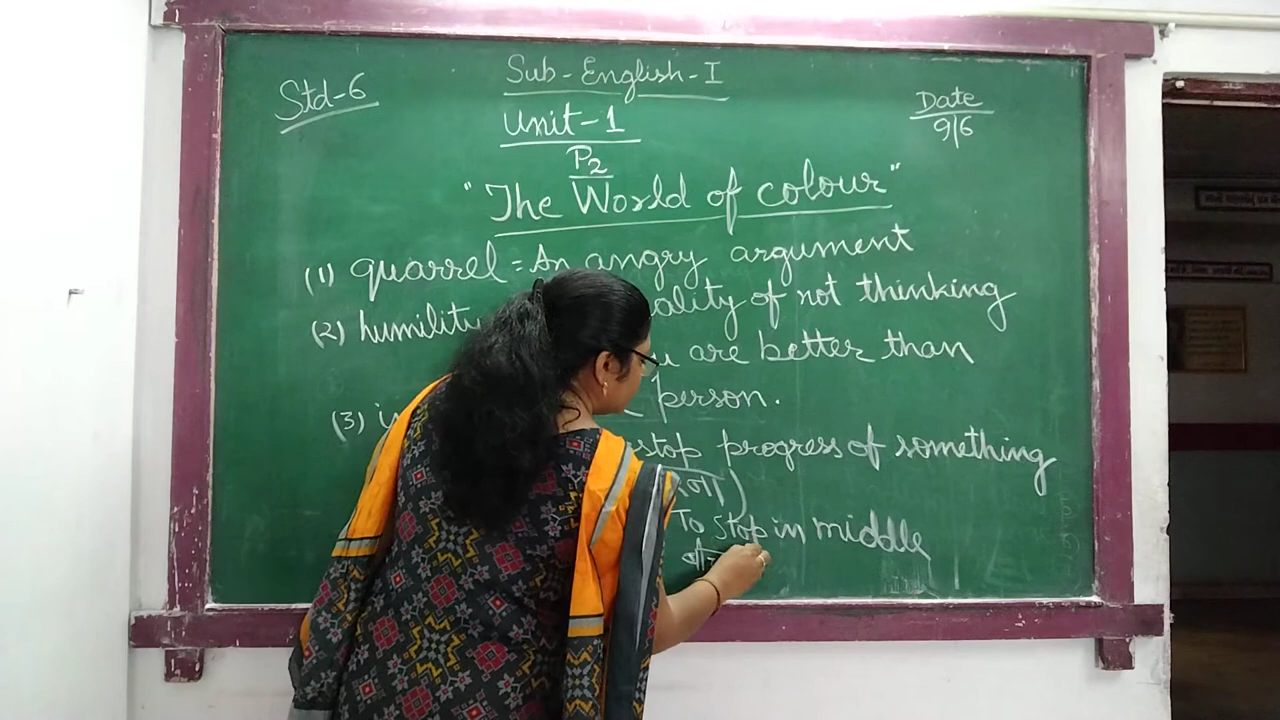 Std-6
Sub-English-I
Date
9/6
Unit-1
P2
"The World of colour"
(1) quarrel = An angry argument
(2) humility ality of not thinking
u are better than
person.
(3) i
stop progress of something
To stop in middle